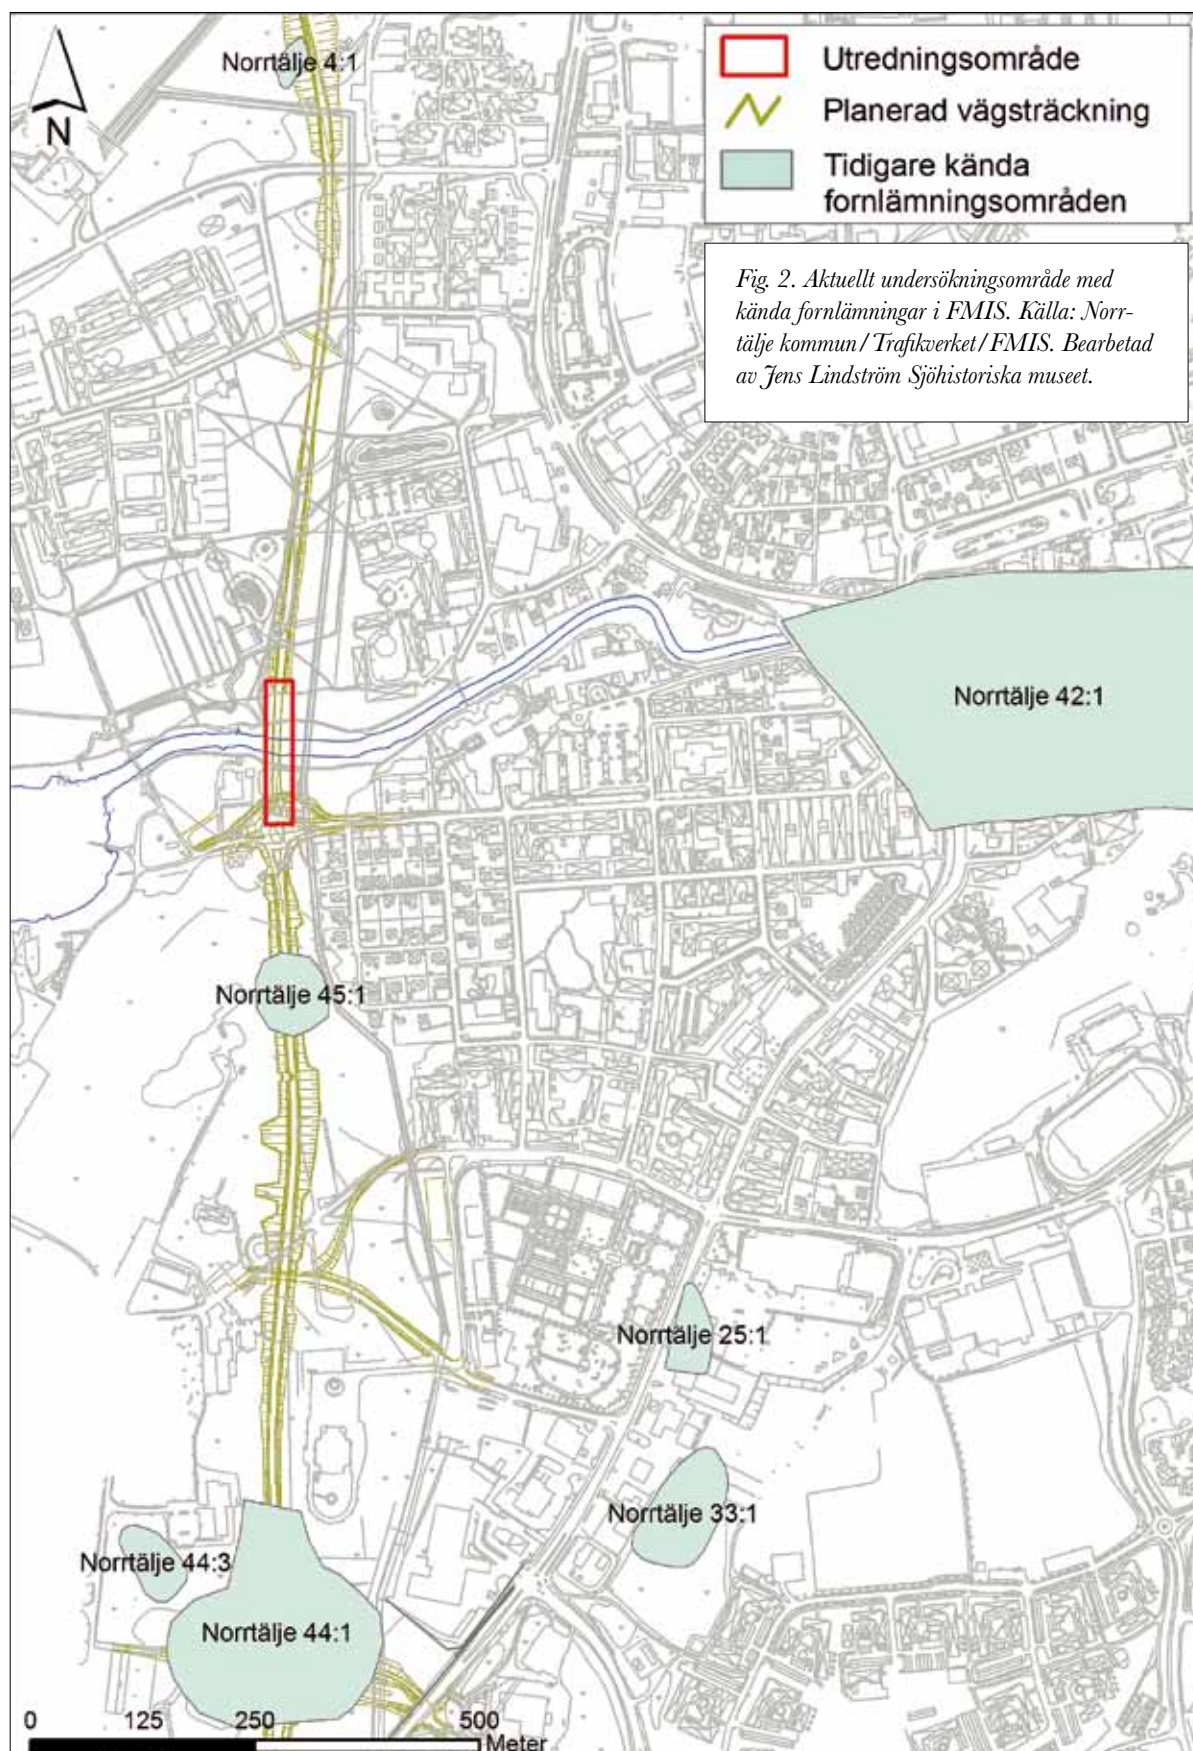 Norrtälje 4:1
N
Utredningsområde
Planerad vägsträckning
Tidigare kända
fornlämningsområden
Fig. 2. Aktuellt undersökningsområde med
kända fornlämningar i FMIS. Källa: Norr-
tälje kommun/Trafikverket/FMIS. Bearbetad
av Jens Lindström Sjöhistoriska museet.
Norrtälje 42:1
Norrtälje 45:1
Norrtälje 25:1
Norrtälje 33:1
Norrtälje 44:3
Norrtälje 44:1
0 125 250 500
Meter